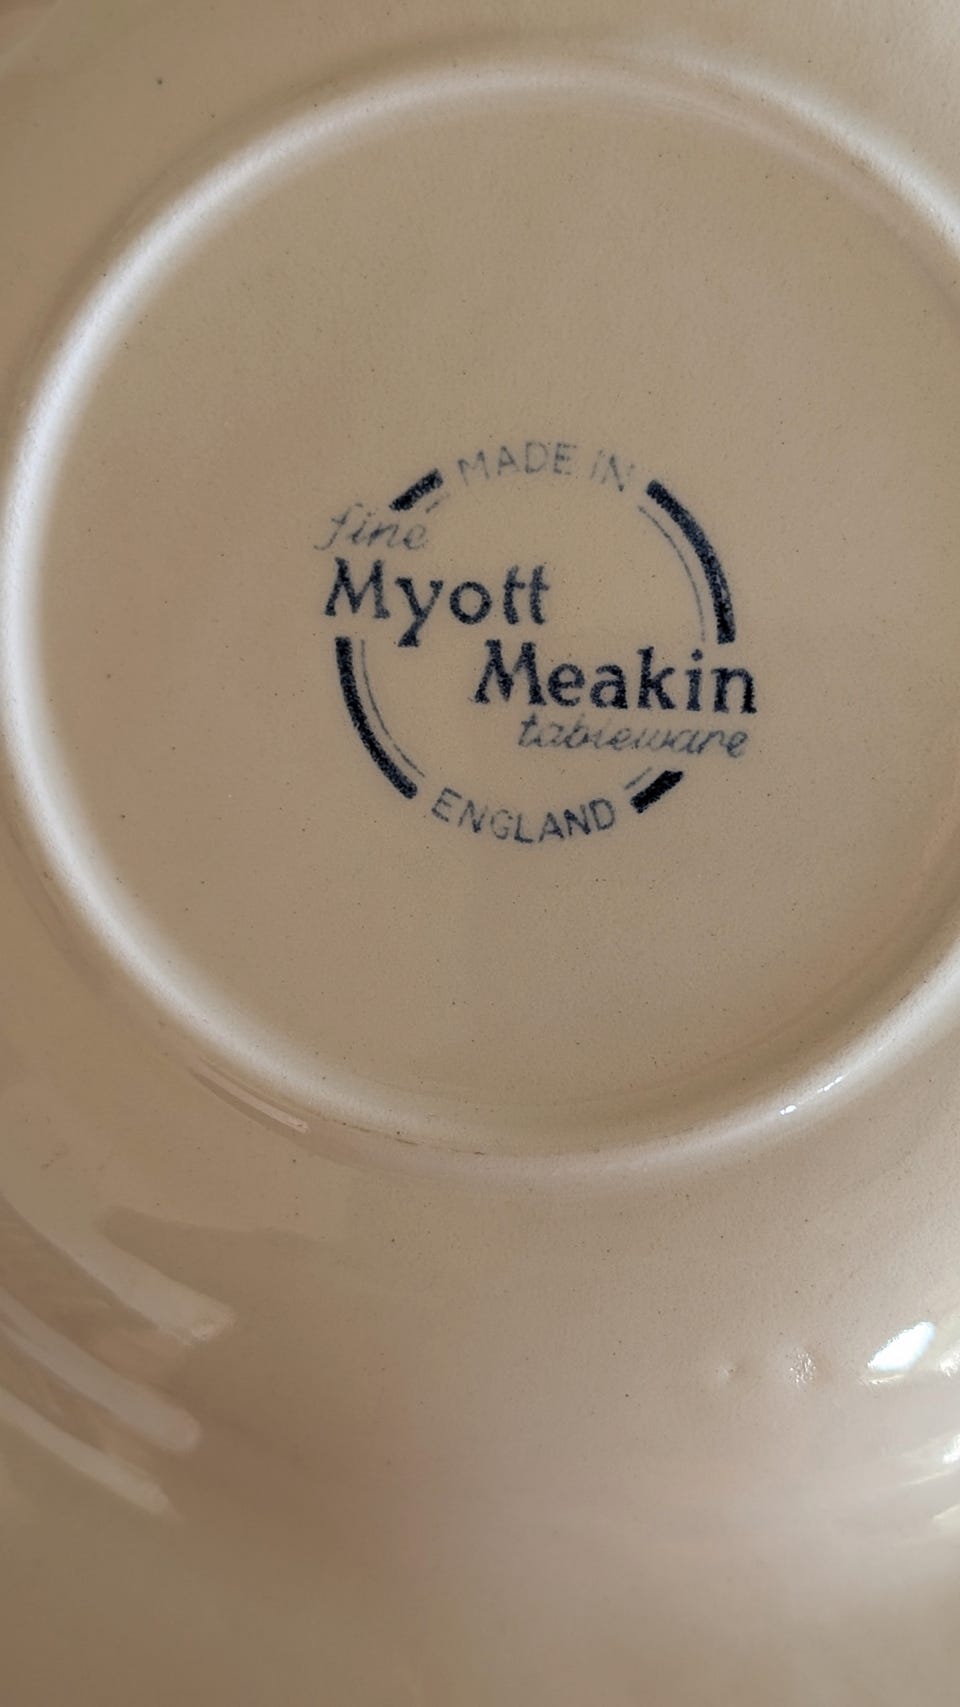 MADE IN
fine
Myott
Meakin
tableware
ENGLAND